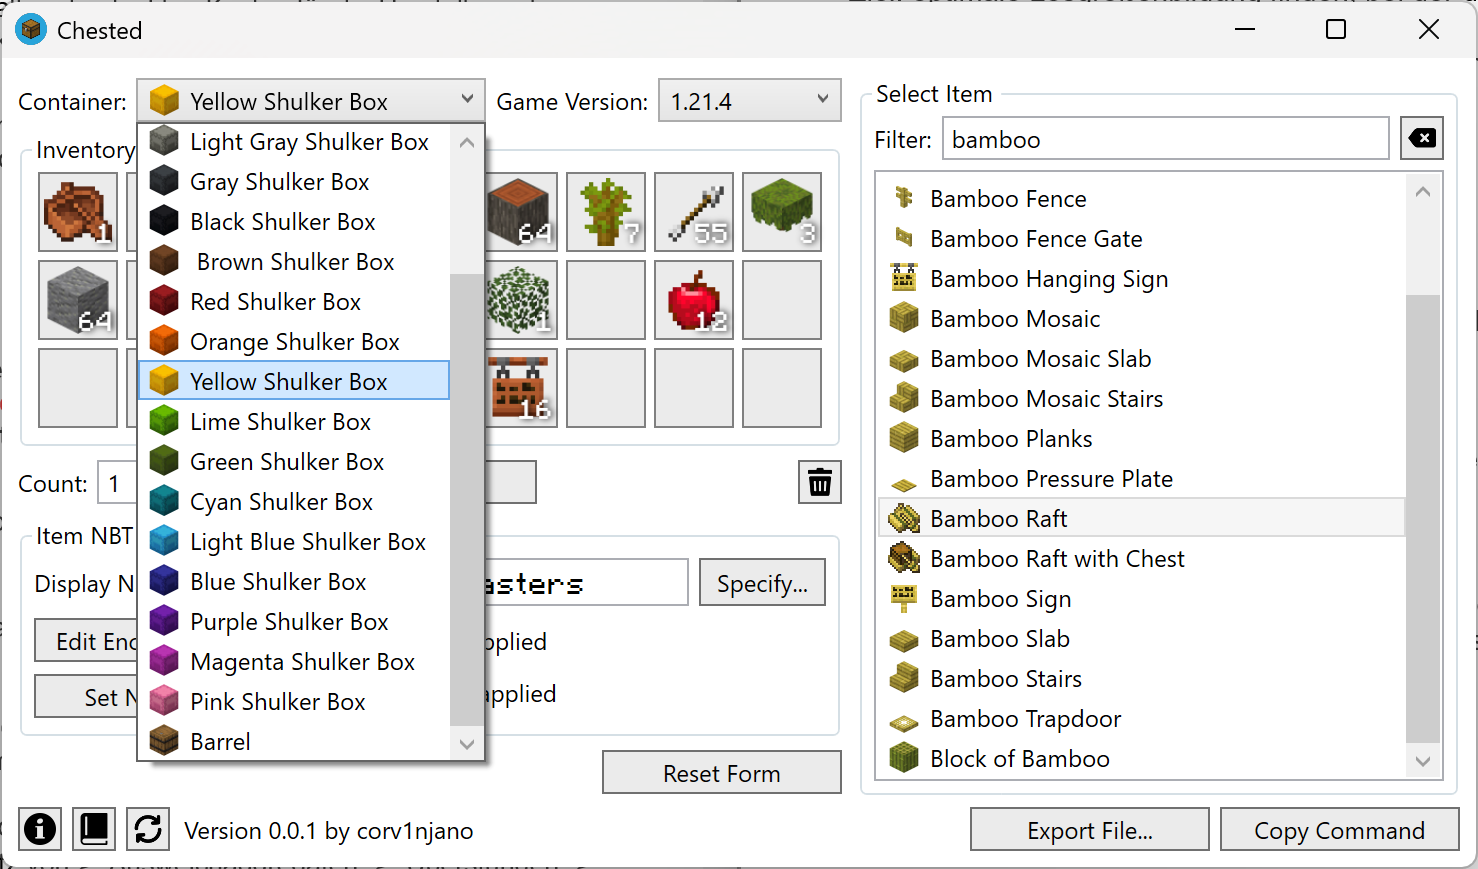 Chested
Container:
Yellow Shulker Box
Game Version:
1.21.4
Light Gray Shulker Box
Gray Shulker Box
Black Shulker Box
Brown Shulker Box
Red Shulker Box
Orange Shulker Box
Yellow Shulker Box
Lime Shulker Box
Green Shulker Box
Cyan Shulker Box
Light Blue Shulker Box
Blue Shulker Box
Purple Shulker Box
Magenta Shulker Box
Pink Shulker Box
Barrel
Inventory
1
64
7
55
3
64
1
12
16
Count:
1
Item NBT
Display N
asters
Specify...
Edit Enc
pplied
Set N
applied
Reset Form
Version 0.0.1 by corv1njano
Select Item
Filter:
bamboo
Bamboo Fence
Bamboo Fence Gate
Bamboo Hanging Sign
Bamboo Mosaic
Bamboo Mosaic Slab
Bamboo Mosaic Stairs
Bamboo Planks
Bamboo Pressure Plate
Bamboo Raft
Bamboo Raft with Chest
Bamboo Sign
Bamboo Slab
Bamboo Stairs
Bamboo Trapdoor
Block of Bamboo
Export File...
Copy Command